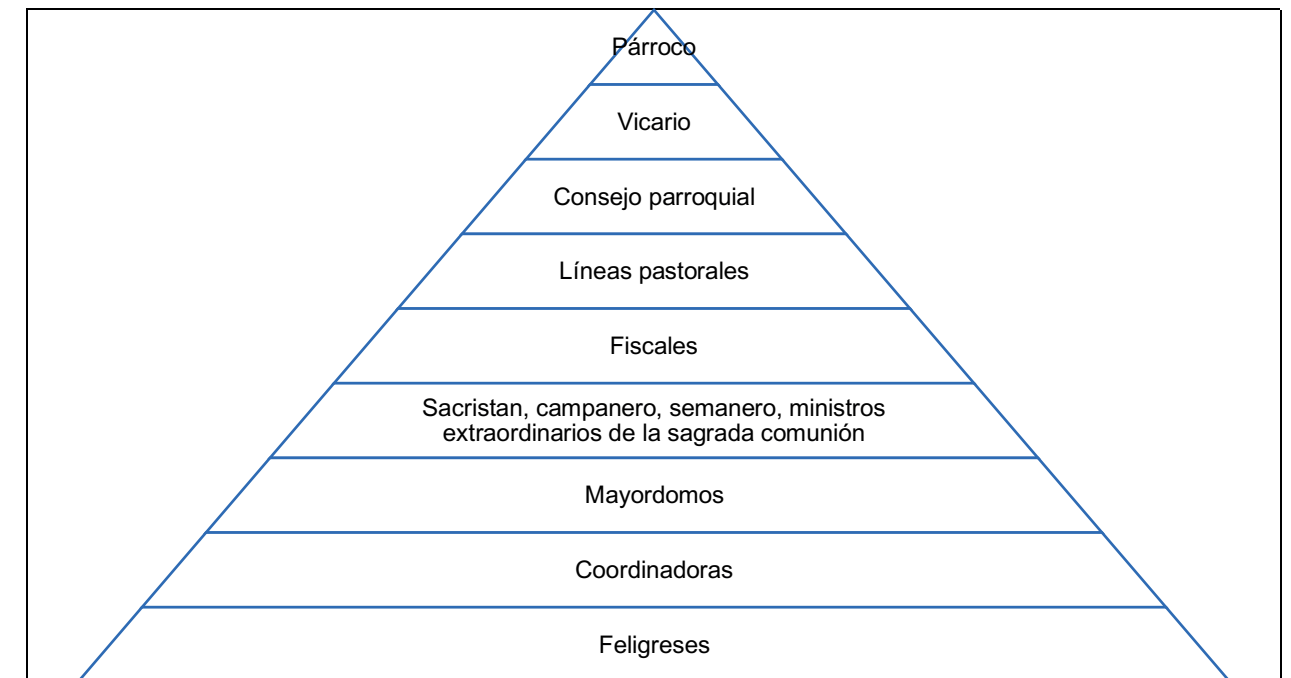 Párroco
Vicario
Consejo parroquial
Líneas pastorales
Fiscales
Sacristan, campanero, semanero, ministros
extraordinarios de la sagrada comunión
Mayordomos
Coordinadoras
Feligreses